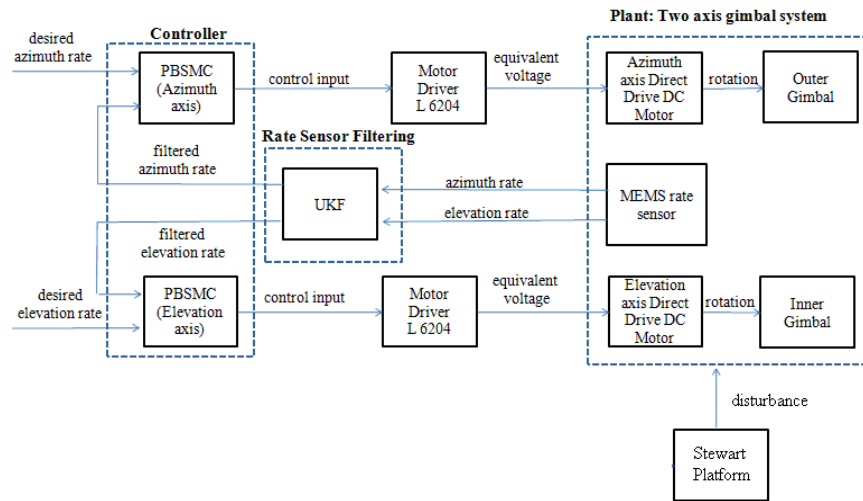 Plant: Two axis gimbal system
Controller
desired
azimuth rate
PBSMC
(Azimuth
axis)
control input
Motor
Driver
L 6204
equivalent
voltage
Azimuth
axis Direct
Drive DC
Motor
rotation
Outer
Gimbal
Rate Sensor Filtering
filtered
azimuth rate
UKF
azimuth rate
elevation rate
MEMS rate
sensor
filtered
elevation rate
desired
elevation rate
PBSMC
(Elevation
axis)
control input
Motor
Driver
L 6204
equivalent
voltage
Elevation
axis Direct
Drive DC
Motor
rotation
Inner
Gimbal
disturbance
Stewart
Platform